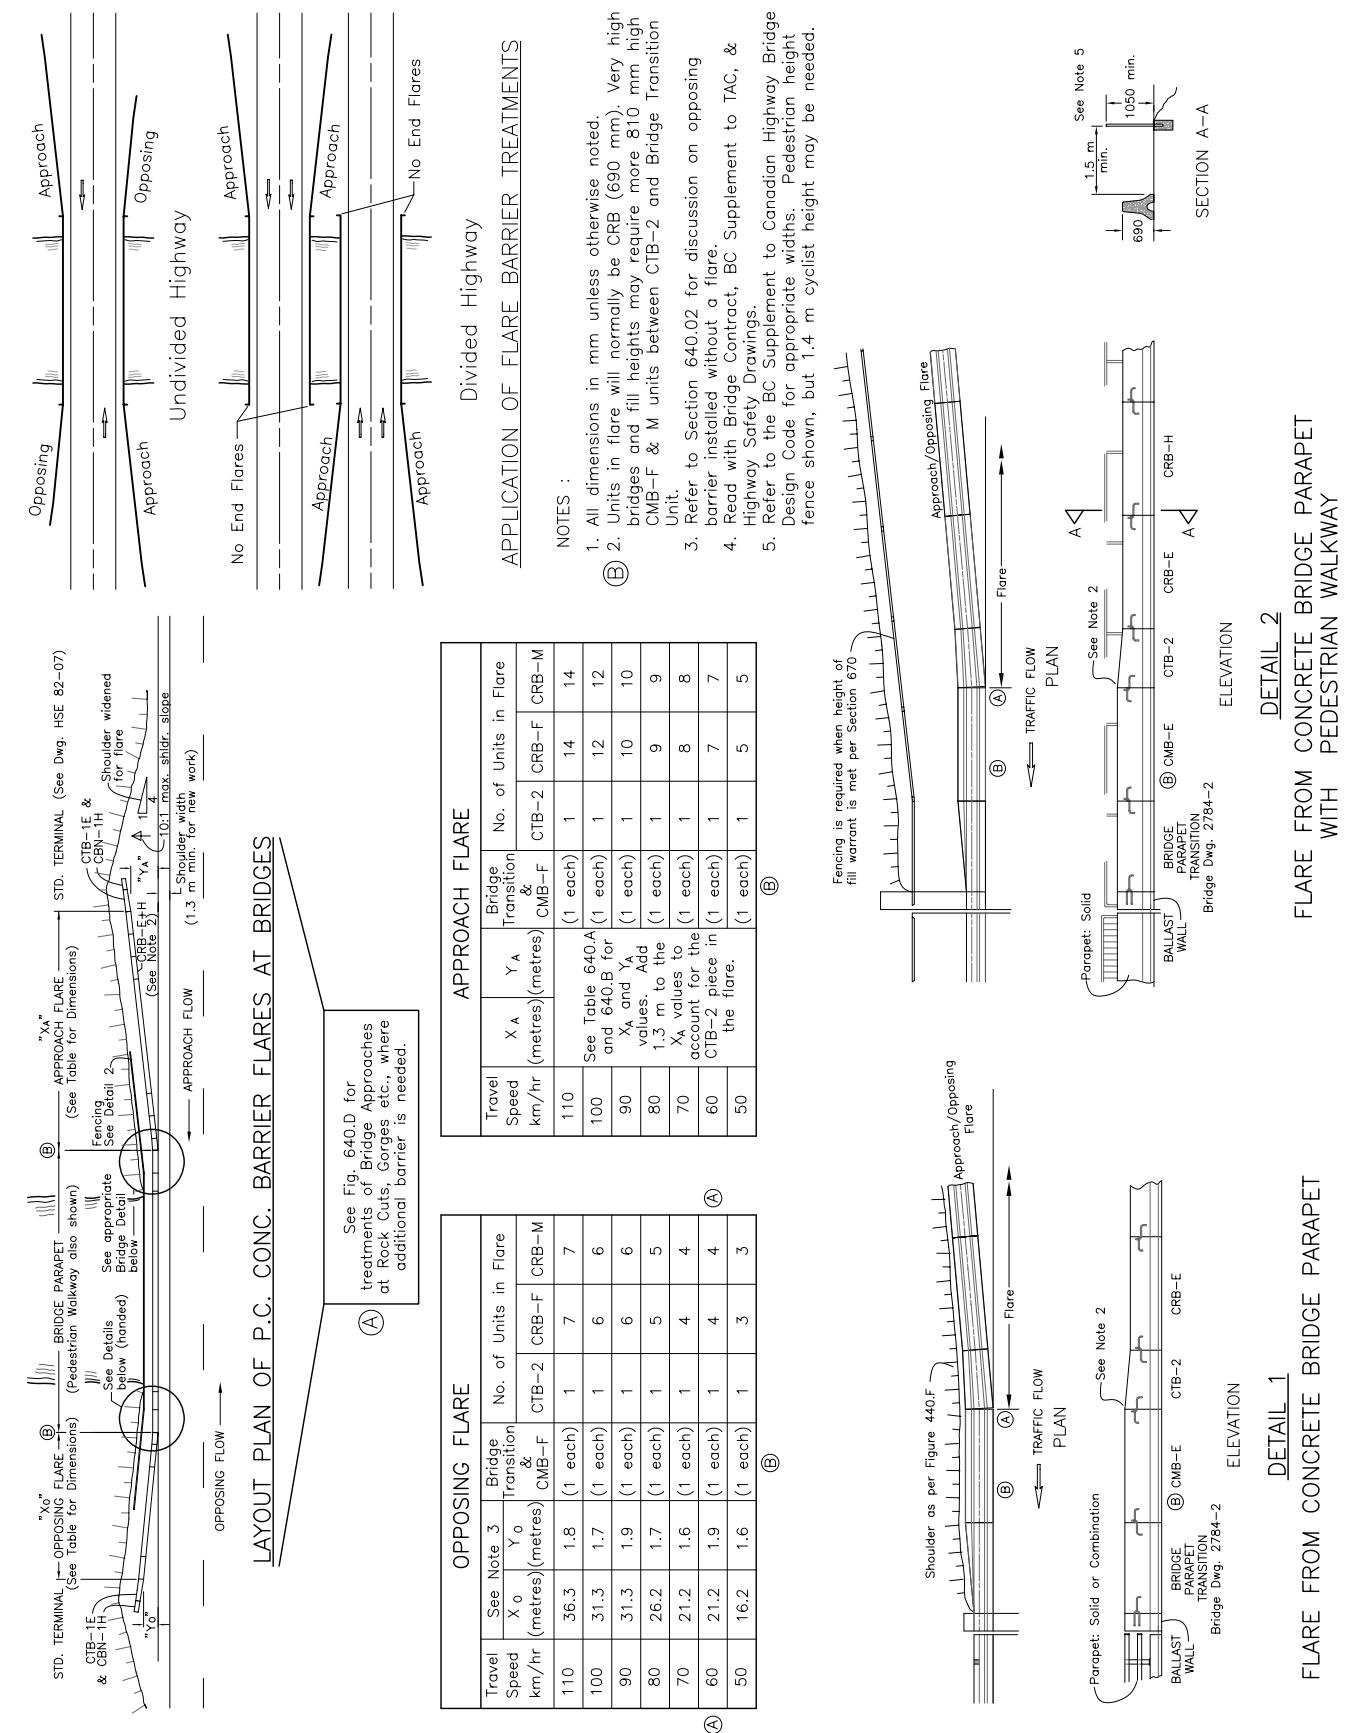 STD. TERMINAL
"Xo"
OPPOSING FLARE
(See Table for Dimensions)
B
BRIDGE PARAPET
(Pedestrian Walkway also shown)
B
"XA"
APPROACH FLARE
(See Table for Dimensions)
STD. TERMINAL (See Dwg. HSE 82-07)
CTB-1E
& CBN-1H
"Yo"
See Details
below (handed)
See appropriate
Bridge Detail
below
Fencing
See Detail 2
CRB-E+H
(See Note 2)
CTB-1E &
CBN-1H
"YA"
Shoulder widened
for flare
1
4
10:1 max. shldr. slope
Shoulder width
(1.3 m min. for new work)
OPPOSING FLOW
APPROACH FLOW
LAYOUT PLAN OF P.C. CONC. BARRIER FLARES AT BRIDGES
A
See Fig. 640.D for
treatments of Bridge Approaches
at Rock Cuts, Gorges etc., where
additional barrier is needed.
OPPOSING FLARE
Travel Speed km/hr | See Note 3 | Bridge Transition & CMB-F | No. of Units in Flare
X o (metres) | Y o (metres) | CTB-2 | CRB-F | CRB-M
110 36.3 1.8 (1 each) 1 7 7
100 31.3 1.7 (1 each) 1 6 6
90 31.3 1.9 (1 each) 1 6 6
80 26.2 1.7 (1 each) 1 5 5
70 21.2 1.6 (1 each) 1 4 4
A 60 21.2 1.9 (1 each) 1 4 4 A
50 16.2 1.6 (1 each) 1 3 3
B
APPROACH FLARE
Travel Speed km/hr | X A (metres) | Y A (metres) | Bridge Transition & CMB-F | No. of Units in Flare
CTB-2 | CRB-F | CRB-M
110 (1 each) 1 14 14
100 (1 each) 1 12 12
90 (1 each) 1 10 10
80 (1 each) 1 9 9
70 (1 each) 1 8 8
60 (1 each) 1 7 7
50 (1 each) 1 5 5
See Table 640.A
and 640.B for
XA and YA
values. Add
1.3 m to the
XA values to
account for the
CTB-2 piece in
the flare.
B
Opposing
Approach
Approach
Opposing
Undivided Highway
No End Flares
Approach
Approach
Approach
Approach
No End Flares
Divided Highway
APPLICATION OF FLARE BARRIER TREATMENTS
NOTES :
1. All dimensions in mm unless otherwise noted.
B 2. Units in flare will normally be CRB (690 mm). Very high
bridges and fill heights may require more 810 mm high
CMB-F & M units between CTB-2 and Bridge Transition
Unit.
3. Refer to Section 640.02 for discussion on opposing
barrier installed without a flare.
4. Read with Bridge Contract, BC Supplement to TAC, &
Highway Safety Drawings.
5. Refer to the BC Supplement to Canadian Highway Bridge
Design Code for appropriate widths. Pedestrian height
fence shown, but 1.4 m cyclist height may be needed.
Shoulder as per Figure 440.F
Approach/Opposing
Flare
Flare
B
A
TRAFFIC FLOW
PLAN
Parapet: Solid or Combination
See Note 2
BALLAST
WALL
BRIDGE
PARAPET
TRANSITION
Bridge Dwg. 2784-2
B CMB-E
CTB-2
CRB-E
ELEVATION
DETAIL 1
FLARE FROM CONCRETE BRIDGE PARAPET
Fencing is required when height of
fill warrant is met per Section 670
Approach/Opposing Flare
Flare
B
A
TRAFFIC FLOW
PLAN
Parapet: Solid
See Note 2
A
A
BALLAST
WALL
BRIDGE
PARAPET
TRANSITION
Bridge Dwg. 2784-2
B CMB-E
CTB-2
CRB-E
CRB-H
ELEVATION
DETAIL 2
FLARE FROM CONCRETE BRIDGE PARAPET
WITH PEDESTRIAN WALKWAY
See Note 5
1.5 m
min.
1050 min.
690
SECTION A-A